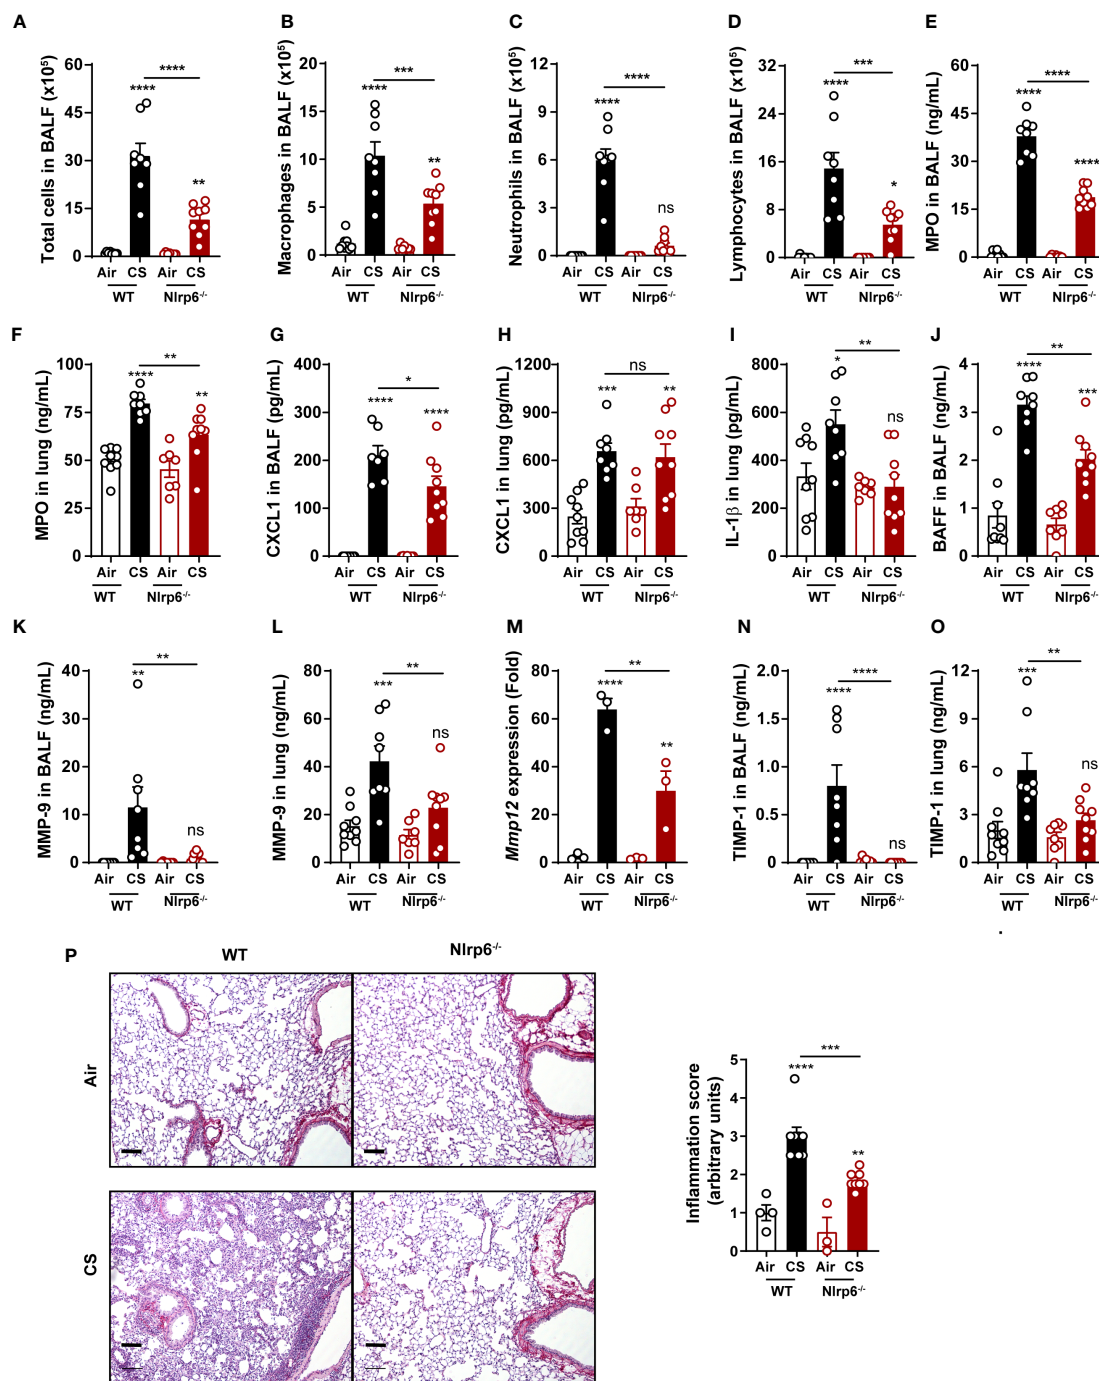 A
B
C
D
E
Total cells in BALF (x10⁵)
60
45
30
15
0
****
****
**
Air CS Air CS
WT Nlrp6-/-
Macrophages in BALF (x10⁵)
20
15
10
5
0
***
****
**
Air CS Air CS
WT Nlrp6-/-
Neutrophils in BALF (x10⁵)
12
9
6
3
0
****
****
ns
Air CS Air CS
WT Nlrp6-/-
Lymphocytes in BALF (x10⁵)
32
24
16
8
0
***
****
*
Air CS Air CS
WT Nlrp6-/-
MPO in BALF (ng/mL)
60
45
30
15
0
****
****
****
Air CS Air CS
WT Nlrp6-/-
F
G
H
I
J
MPO in lung (ng/mL)
100
75
50
25
0
**
****
**
Air CS Air CS
WT Nlrp6-/-
CXCL1 in BALF (pg/mL)
400
300
200
100
0
*
****
****
Air CS Air CS
WT Nlrp6-/-
CXCL1 in lung (pg/mL)
1200
900
600
300
0
ns
***
**
Air CS Air CS
WT Nlrp6-/-
IL-1β in lung (pg/mL)
800
600
400
200
0
**
*
ns
Air CS Air CS
WT Nlrp6-/-
BAFF in BALF (ng/mL)
4
3
2
1
0
**
****
***
Air CS Air CS
WT Nlrp6-/-
K
L
M
N
O
MMP-9 in BALF (ng/mL)
40
30
20
10
0
**
**
ns
Air CS Air CS
WT Nlrp6-/-
MMP-9 in lung (ng/mL)
80
60
40
20
0
**
***
ns
Air CS Air CS
WT Nlrp6-/-
Mmp12 expression (Fold)
80
60
40
20
0
**
****
**
Air CS Air CS
WT Nlrp6-/-
TIMP-1 in BALF (ng/mL)
2.0
1.5
1.0
0.5
0
****
****
ns
Air CS Air CS
WT Nlrp6-/-
TIMP-1 in lung (ng/mL)
12
9
6
3
0
**
***
ns
Air CS Air CS
WT Nlrp6-/-
P
WT
Nlrp6-/-
Air
CS
Inflammation score
(arbitrary units)
5
4
3
2
1
0
***
****
**
Air CS Air CS
WT Nlrp6-/-